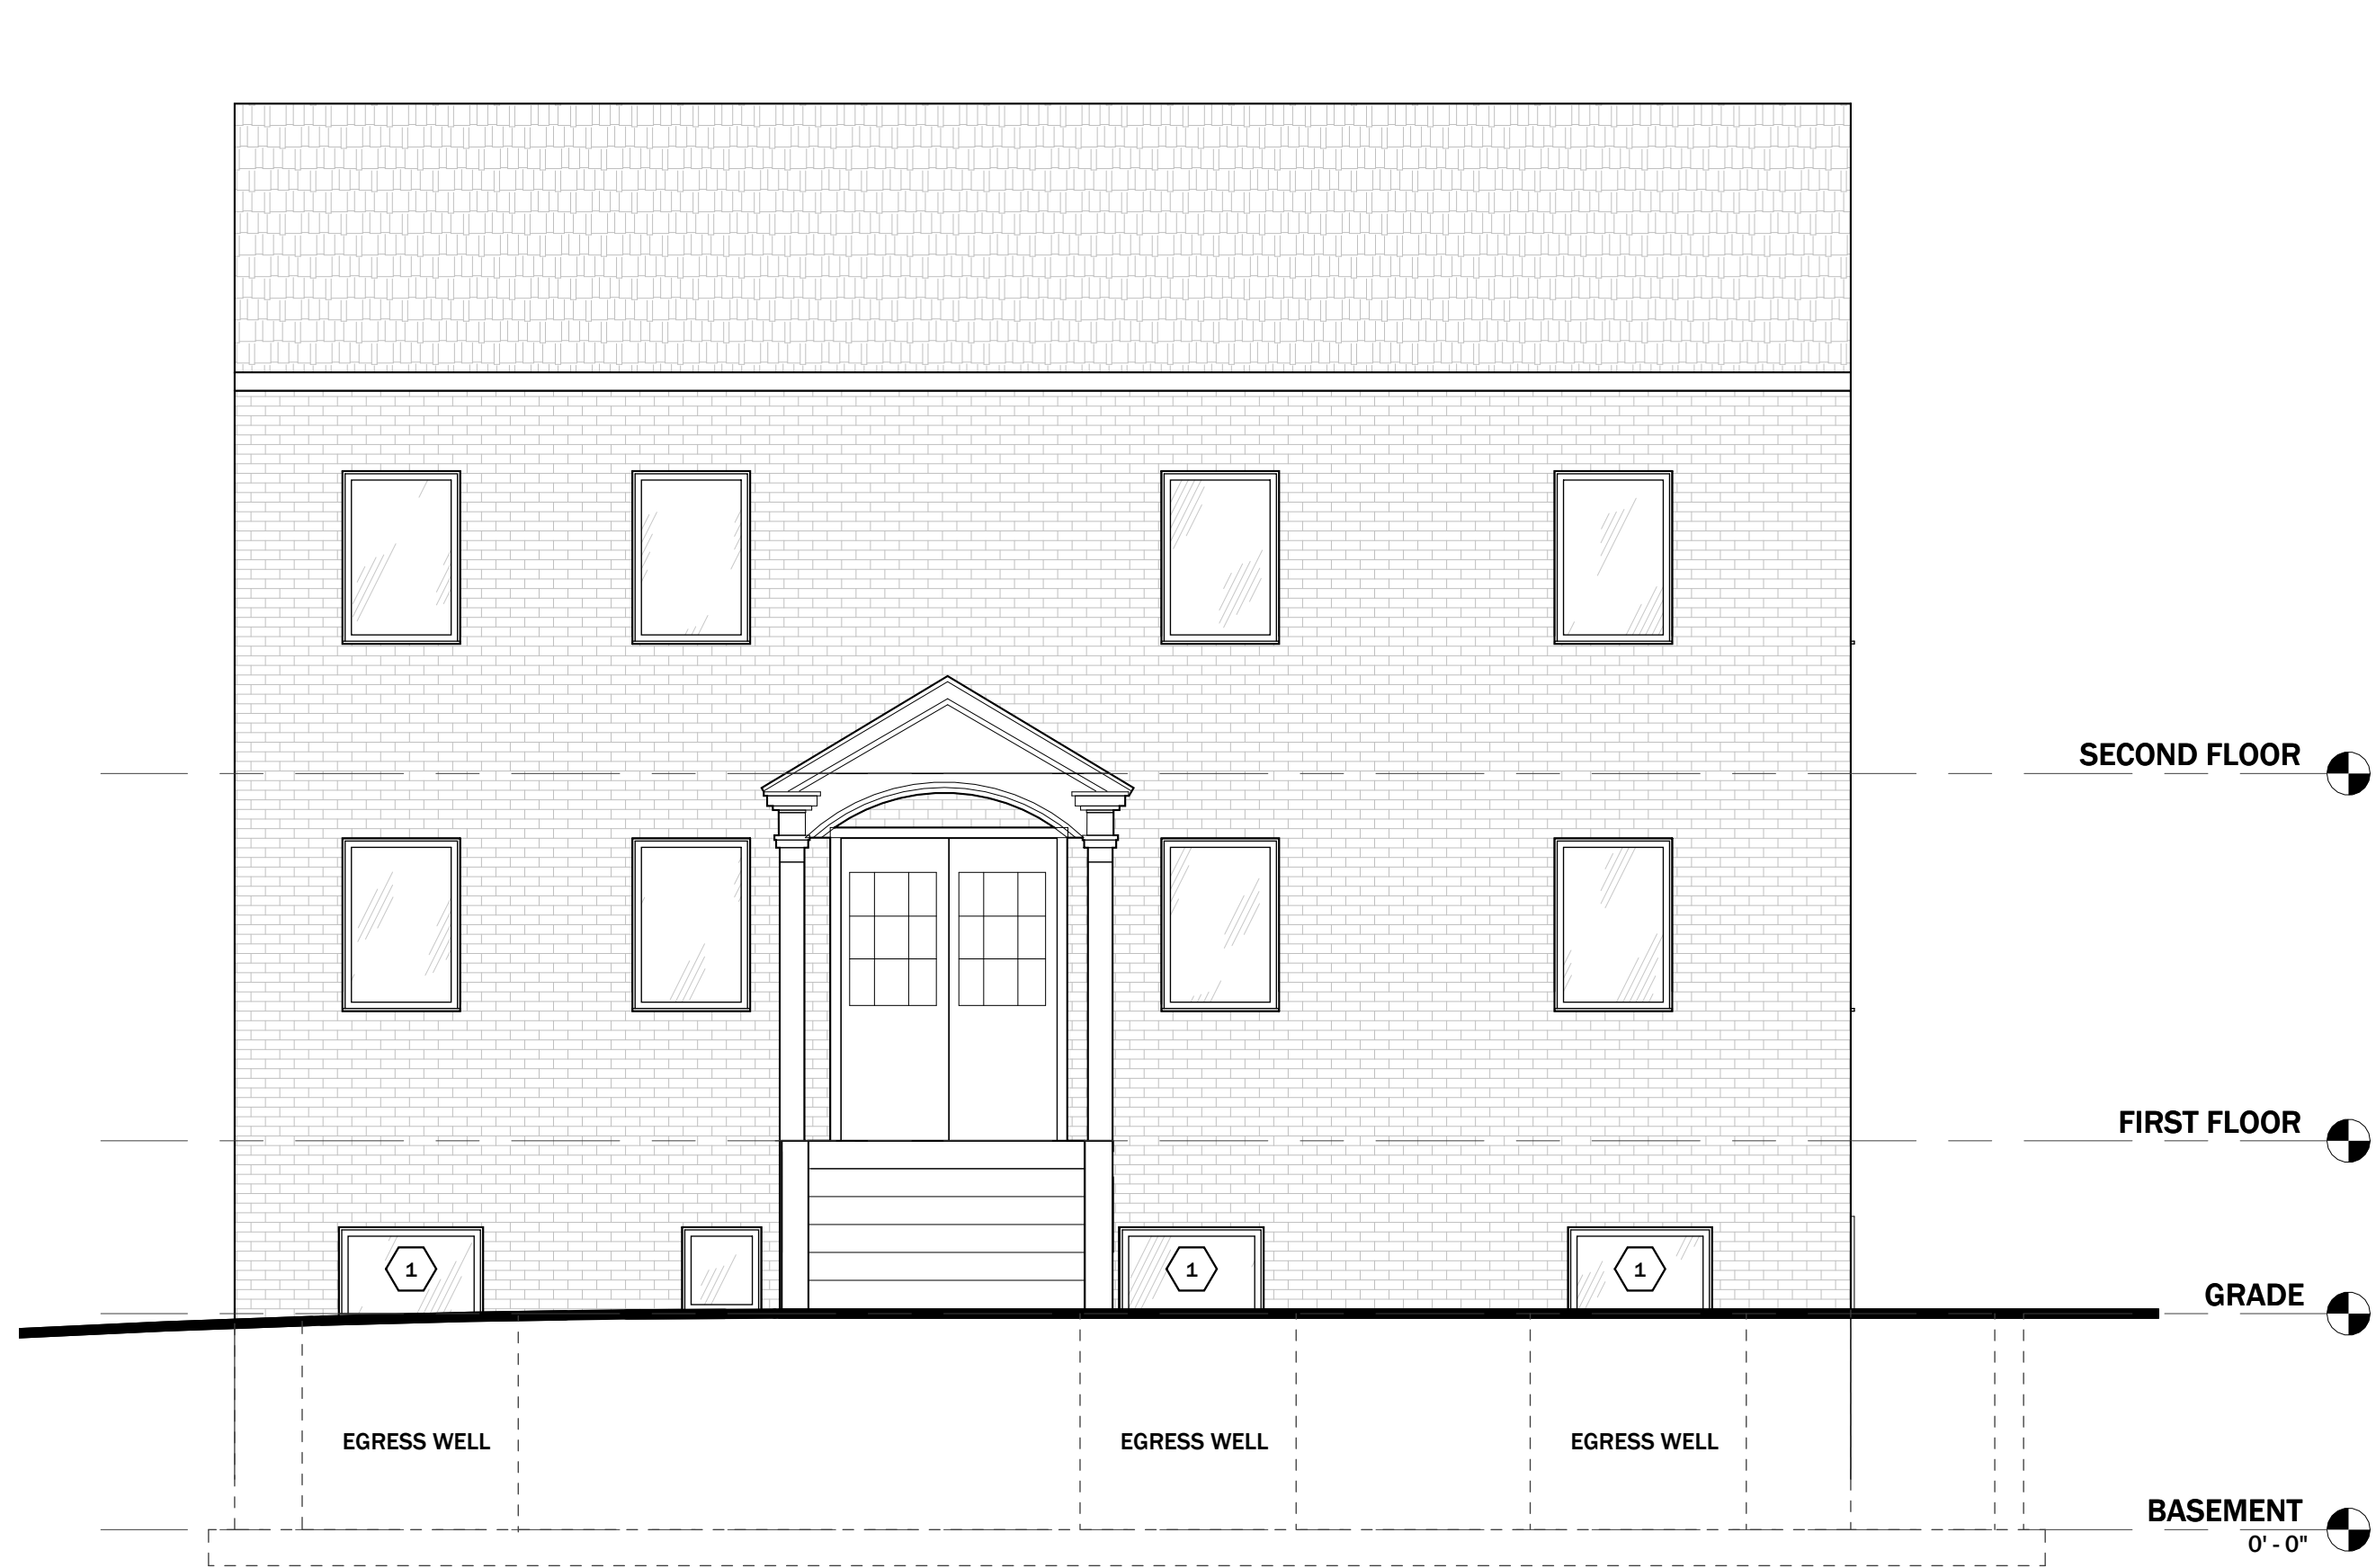 SECOND FLOOR
FIRST FLOOR
1
1
1
GRADE
EGRESS WELL
EGRESS WELL
EGRESS WELL
BASEMENT
0' - 0"